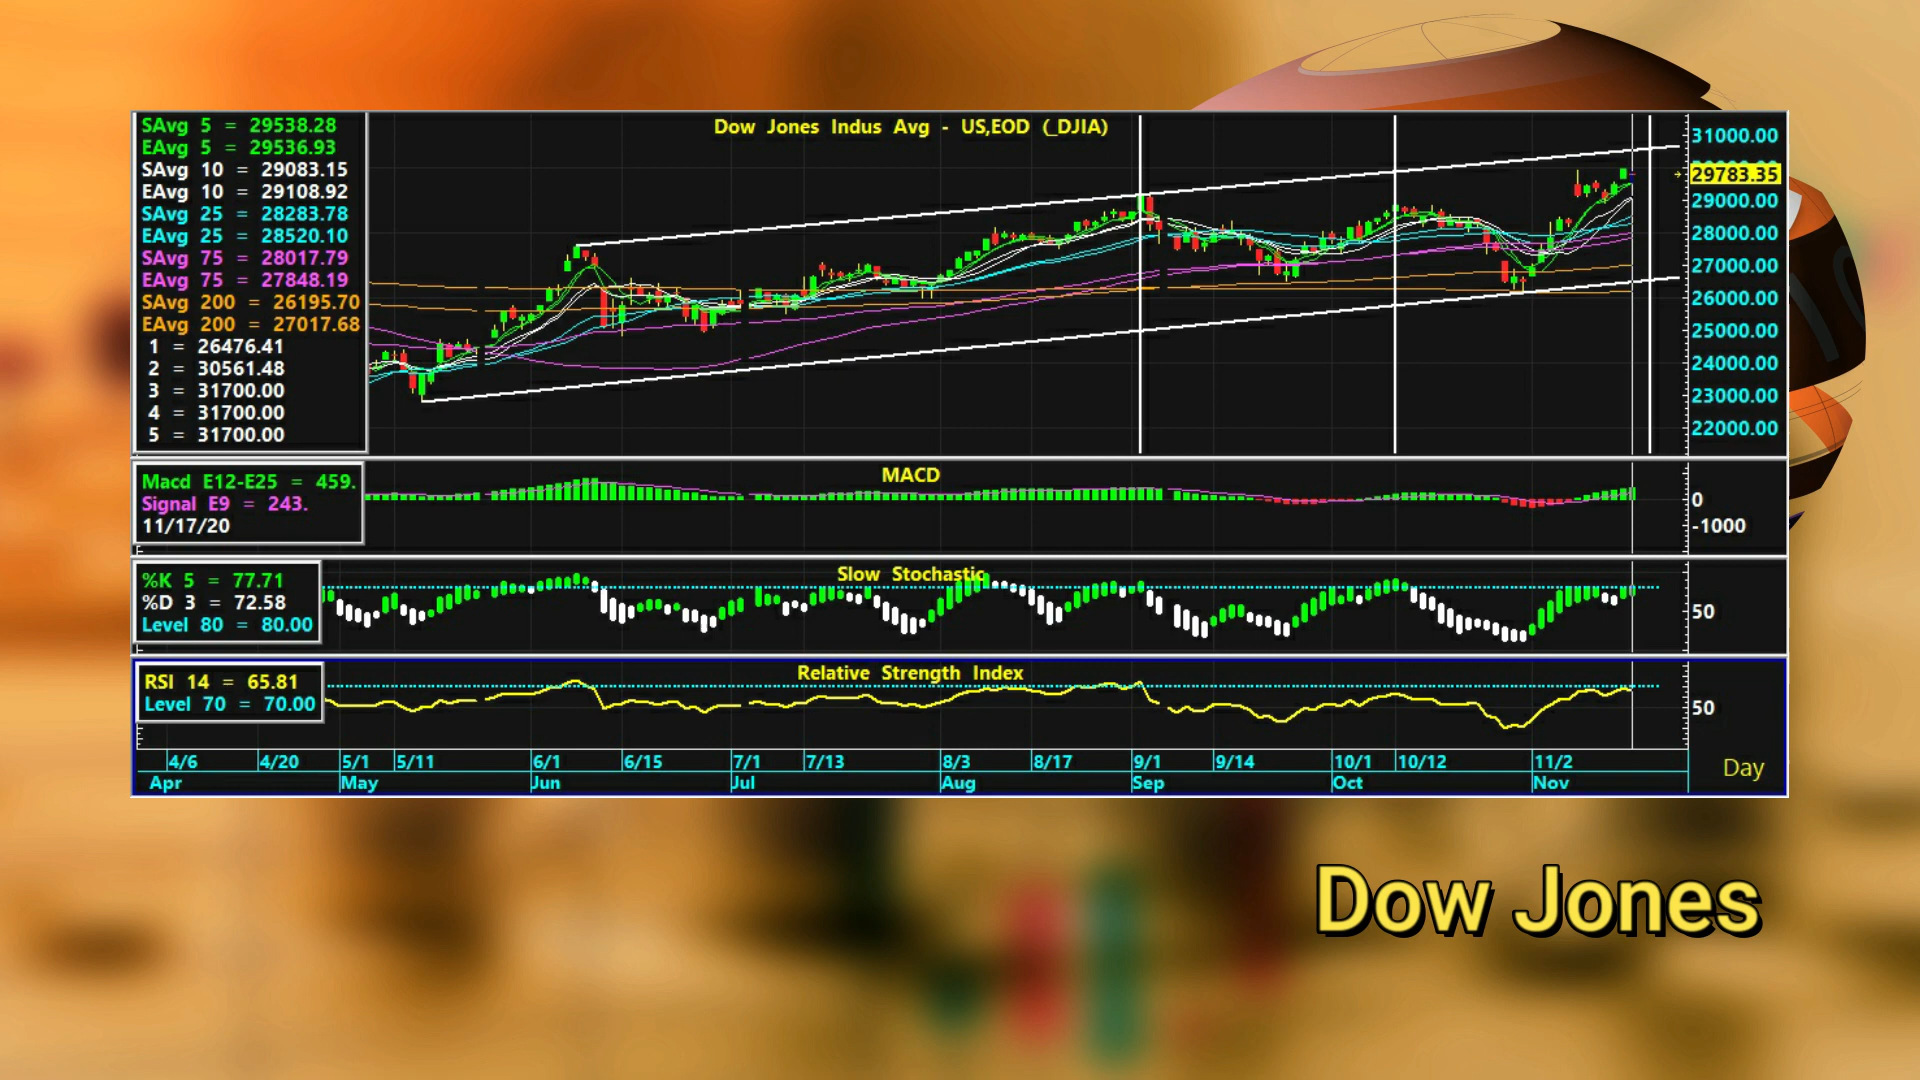 Dow Jones Indus Avg - US,EOD (_DJIA)
SAvg 5 = 29538.28
EAvg 5 = 29536.93
SAvg 10 = 29083.15
EAvg 10 = 29108.92
SAvg 25 = 28283.78
EAvg 25 = 28520.10
SAvg 75 = 28017.79
EAvg 75 = 27848.19
SAvg 200 = 26195.70
EAvg 200 = 27017.68
1 = 26476.41
2 = 30561.48
3 = 31700.00
4 = 31700.00
5 = 31700.00
31000.00
29783.35
29000.00
28000.00
27000.00
26000.00
25000.00
24000.00
23000.00
22000.00
MACD
Macd E12-E25 = 459.
Signal E9 = 243.
11/17/20
0
-1000
Slow Stochastic
%K 5 = 77.71
%D 3 = 72.58
Level 80 = 80.00
50
Relative Strength Index
RSI 14 = 65.81
Level 70 = 70.00
50
4/6 4/20 5/1 5/11 6/1 6/15 7/1 7/13 8/3 8/17 9/1 9/14 10/1 10/12 11/2
Apr May Jun Jul Aug Sep Oct Nov
Day
Dow Jones